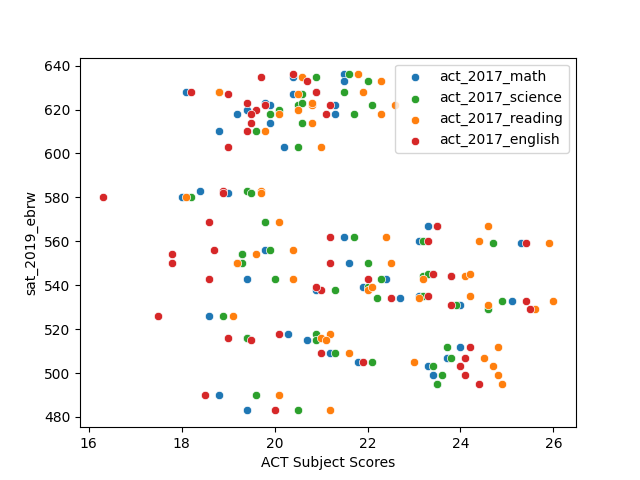 640
620
600
580
560
540
520
500
480
sat_2019_ebrw
16
18
20
22
24
26
ACT Subject Scores
act_2017_math
act_2017_science
act_2017_reading
act_2017_english